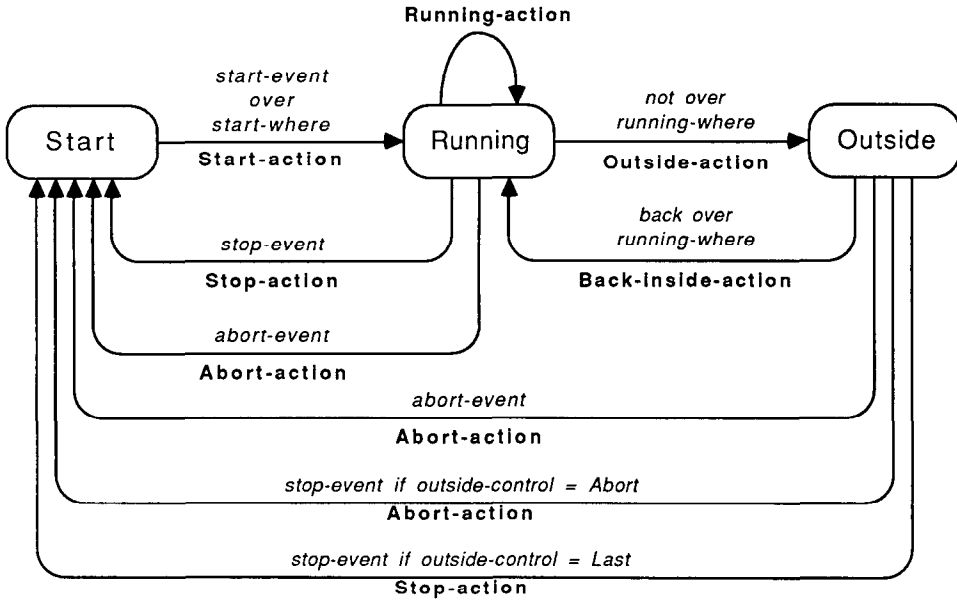 Running-action
start-event
over
start-where
Start-action
not over
running-where
Outside-action
Start
Running
Outside
stop-event
Stop-action
back over
running-where
Back-inside-action
abort-event
Abort-action
abort-event
Abort-action
stop-event if outside-control = Abort
Abort-action
stop-event if outside-control = Last
Stop-action